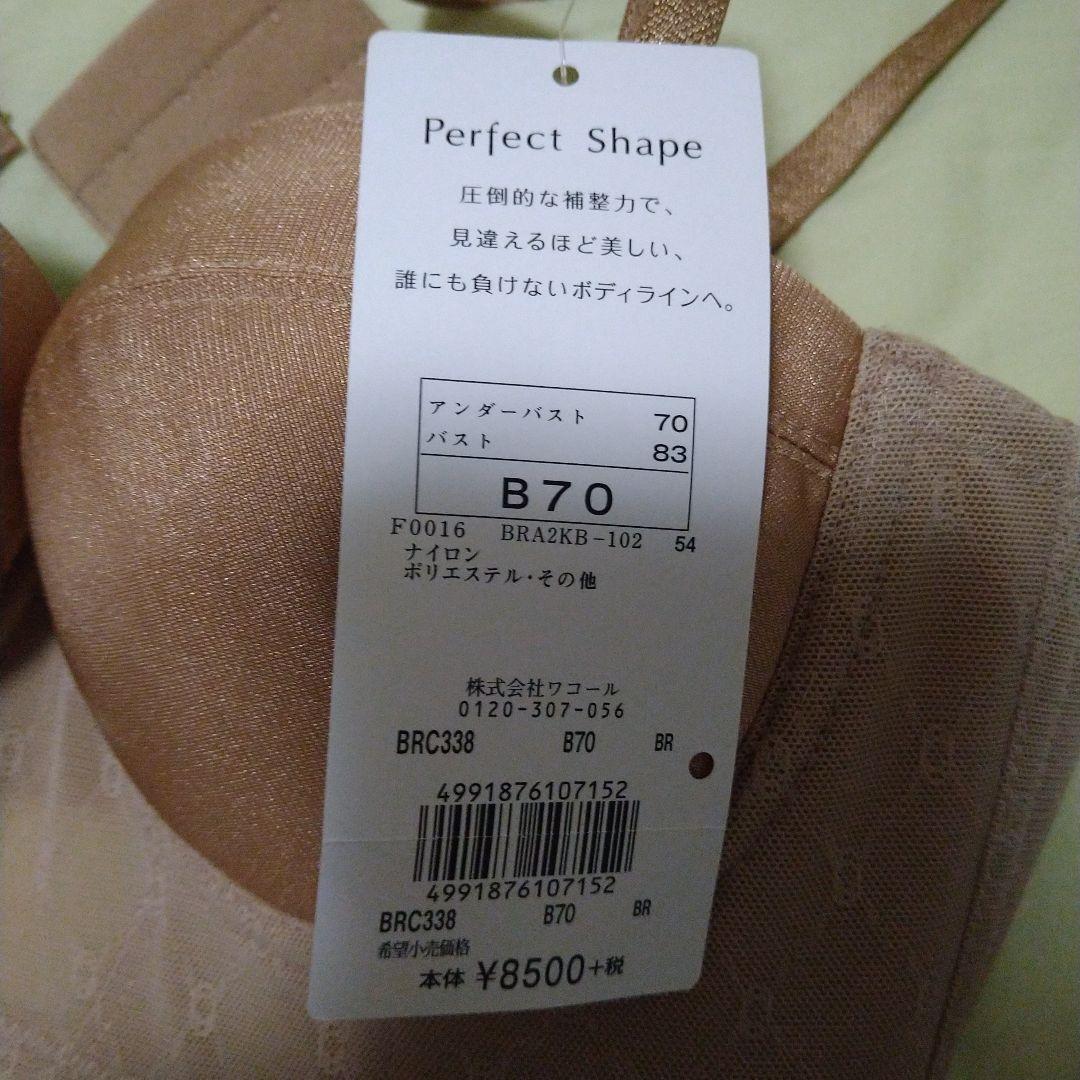 Perfect Shape
圧倒的な補整力で、
見違えるほど美しい、
誰にも負けないボディラインへ。
アンダーバスト 70
バスト 83
B70
F0016 BRA2KB-102 54
ナイロン
ポリエステル・その他
株式会社ワコール
0120-307-056
BRC338 B70 BR
4991876107152
4991876107152
BRC338 B70 BR
希望小売価格
本体 ¥8500+税